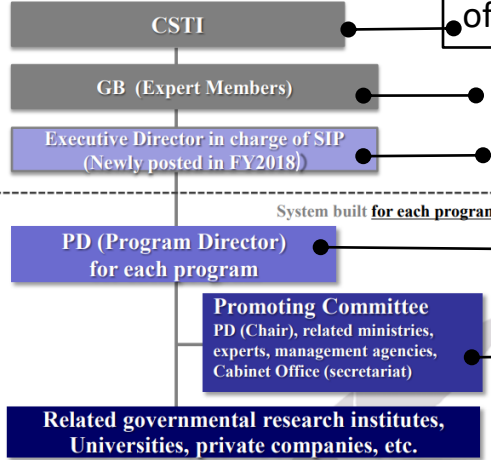 CSTI
of
GB (Expert Members)
Executive Director in charge of SIP
(Newly posted in FY2018)
System built for each program
PD (Program Director)
for each program
Promoting Committee
PD (Chair), related ministries,
experts, management agencies,
Cabinet Office (secretariat)
Related governmental research institutes,
Universities, private companies, etc.